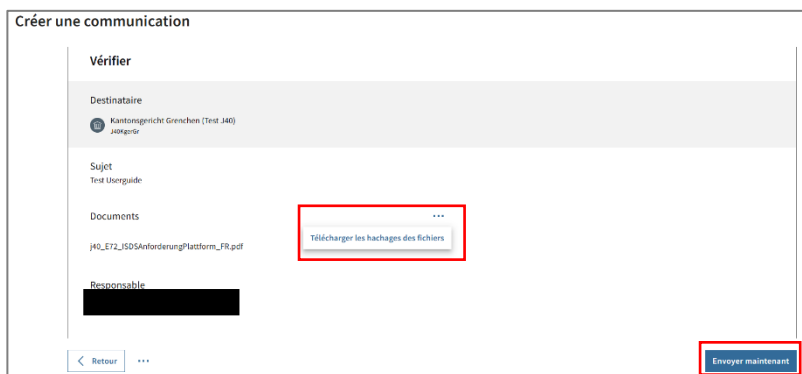 Créer une communication
Vérifier
Destinataire
Kantonsgericht Grenchen (Test J40)
J40KgerGr
Sujet
Test Userguide
Documents
...
Télécharger les hachages des fichiers
j40_E72_ISDSAnforderungPlattform_FR.pdf
Responsable
Retour
...
Envoyer maintenant